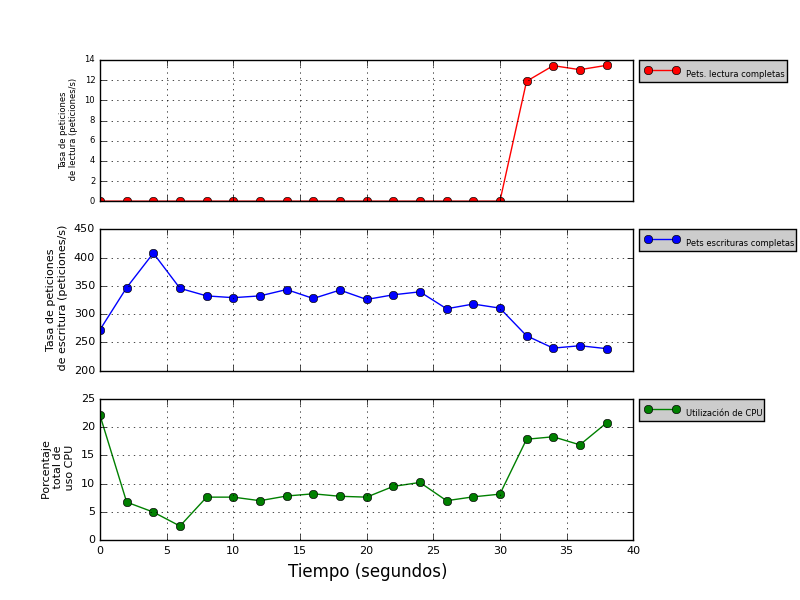 Tasa de peticiones
de lectura (peticiones/s)
14
12
10
8
6
4
2
0
Pets. lectura completas
Tasa de peticiones
de escritura (peticiones/s)
450
400
350
300
250
200
Pets escrituras completas
Porcentaje
total de
uso CPU
25
20
15
10
5
0
Utilización de CPU
0 5 10 15 20 25 30 35 40
Tiempo (segundos)